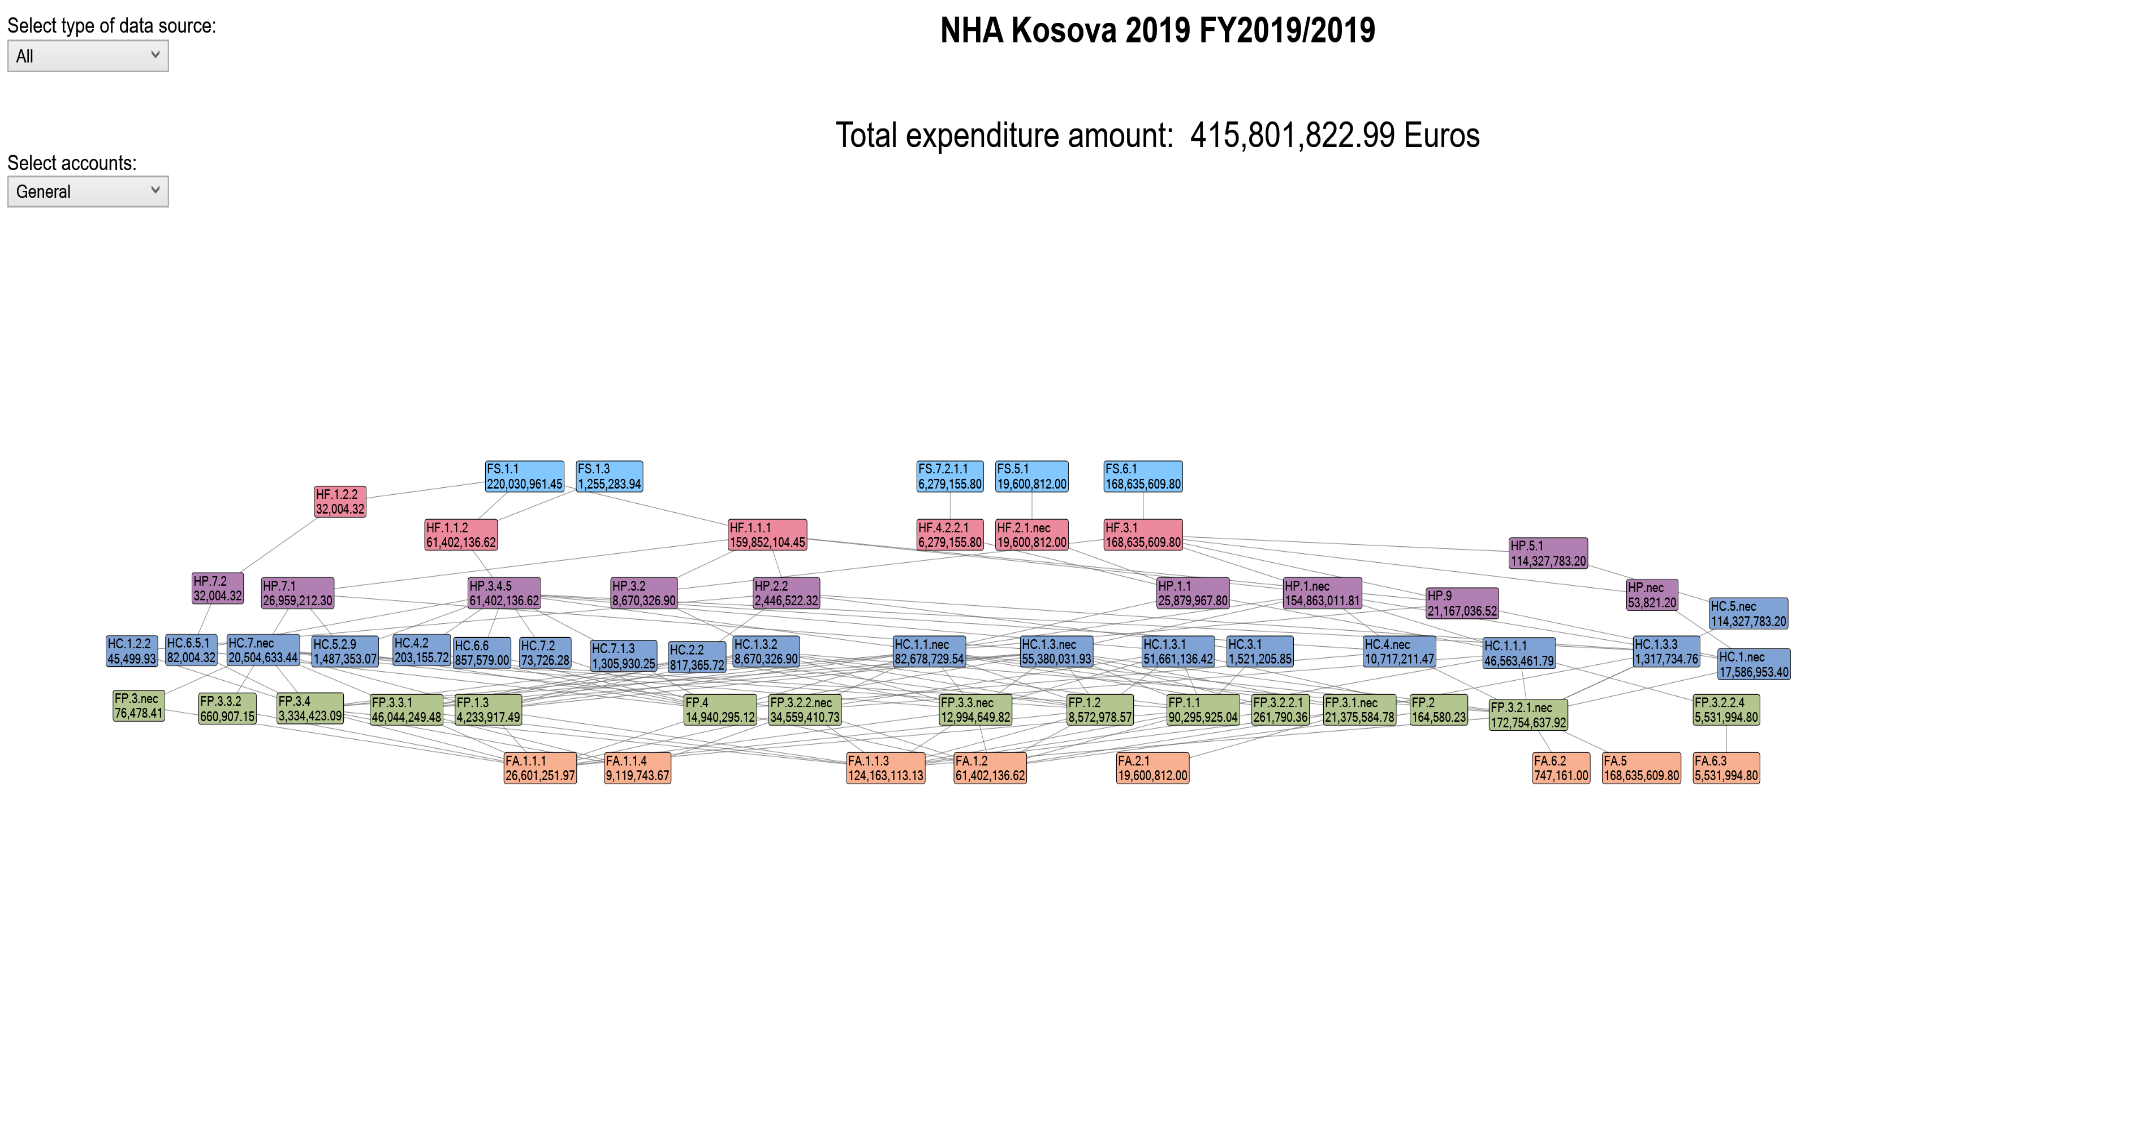 Select type of data source:
All
NHA Kosova 2019 FY2019/2019
Total expenditure amount:  415,801,822.99 Euros
Select accounts:
General
FS.1.1
220,030,961.45
FS.1.3
1,255,283.94
FS.7.2.1.1
6,279,155.80
FS.5.1
19,600,812.00
FS.6.1
168,635,609.80
HF.1.2.2
32,004.32
HF.1.1.2
61,402,136.62
HF.1.1.1
159,852,104.45
HF.4.2.2.1
6,279,155.80
HF.2.1.nec
19,600,812.00
HF.3.1
168,635,609.80
HP.5.1
114,327,783.20
HP.7.2
32,004.32
HP.7.1
26,959,212.30
HP.3.4.5
61,402,136.62
HP.3.2
8,670,326.90
HP.2.2
2,446,522.32
HP.1.1
25,879,967.80
HP.1.nec
154,863,011.81
HP.9
21,167,036.52
HP.nec
53,821.20
HC.5.nec
114,327,783.20
HC.1.2.2
45,499.93
HC.6.5.1
82,004.32
HC.7.nec
20,504,633.44
HC.5.2.9
1,487,353.07
HC.4.2
203,155.72
HC.6.6
857,579.00
HC.7.2
73,726.28
HC.7.1.3
1,305,930.25
HC.2.2
817,365.72
HC.1.3.2
8,670,326.90
HC.1.1.nec
82,678,729.54
HC.1.3.nec
55,380,031.93
HC.1.3.1
51,661,136.42
HC.3.1
1,521,205.85
HC.4.nec
10,717,211.47
HC.1.1.1
46,563,461.79
HC.1.3.3
1,317,734.76
HC.1.nec
17,586,953.40
FP.3.nec
76,478.41
FP.3.3.2
660,907.15
FP.3.4
3,334,423.09
FP.3.3.1
46,044,249.48
FP.1.3
4,233,917.49
FP.4
14,940,295.12
FP.3.2.2.nec
34,559,410.73
FP.3.3.nec
12,994,649.82
FP.1.2
8,572,978.57
FP.1.1
90,295,925.04
FP.3.2.2.1
261,790.36
FP.3.1.nec
21,375,584.78
FP.2
164,580.23
FP.3.2.1.nec
172,754,637.92
FP.3.2.2.4
5,531,994.80
FA.1.1.1
26,601,251.97
FA.1.1.4
9,119,743.67
FA.1.1.3
124,163,113.13
FA.1.2
61,402,136.62
FA.2.1
19,600,812.00
FA.6.2
747,161.00
FA.5
168,635,609.80
FA.6.3
5,531,994.80